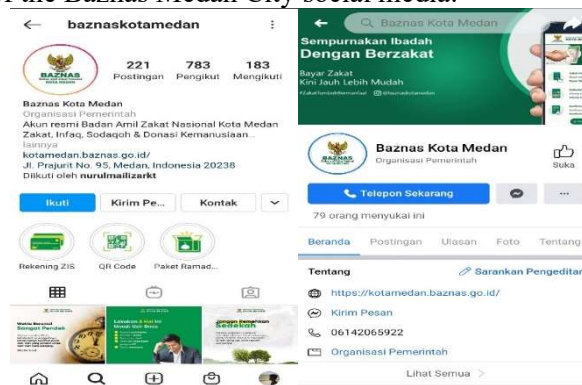 f the Baznas Medan City social media.
baznaskotamedan
BAZNAS
221 783 183
Postingan Pengikut Mengikuti
Baznas Kota Medan
Organisasi Pemerintah
Akun resmi Badan Amil Zakat Nasional Kota Medan
Zakat, Infaq, Sodaqoh & Donasi Kemanusiaan...
lainnya
kotamedan.baznas.go.id/
Jl. Prajurit No. 95, Medan, Indonesia 20238
Diikuti oleh nurulmailizarkt
Ikuti Kirim Pe... Kontak
Rekening ZIS QR Code Paket Ramad...
Sangat Pendek
Sedekah
Q Baznas Kota Medan
Sempurnakan Ibadah
Dengan Berzakat
Bayar Zakat
Kini Jauh Lebih Mudah
BAZNAS
Baznas Kota Medan
Organisasi Pemerintah
Suka
Telepon Sekarang
79 orang menyukai ini
Beranda Postingan Ulasan Foto Tentang
Tentang Sarankan Pengeditan
https://kotamedan.baznas.go.id/
Kirim Pesan
06142065922
Organisasi Pemerintah
Lihat Semua